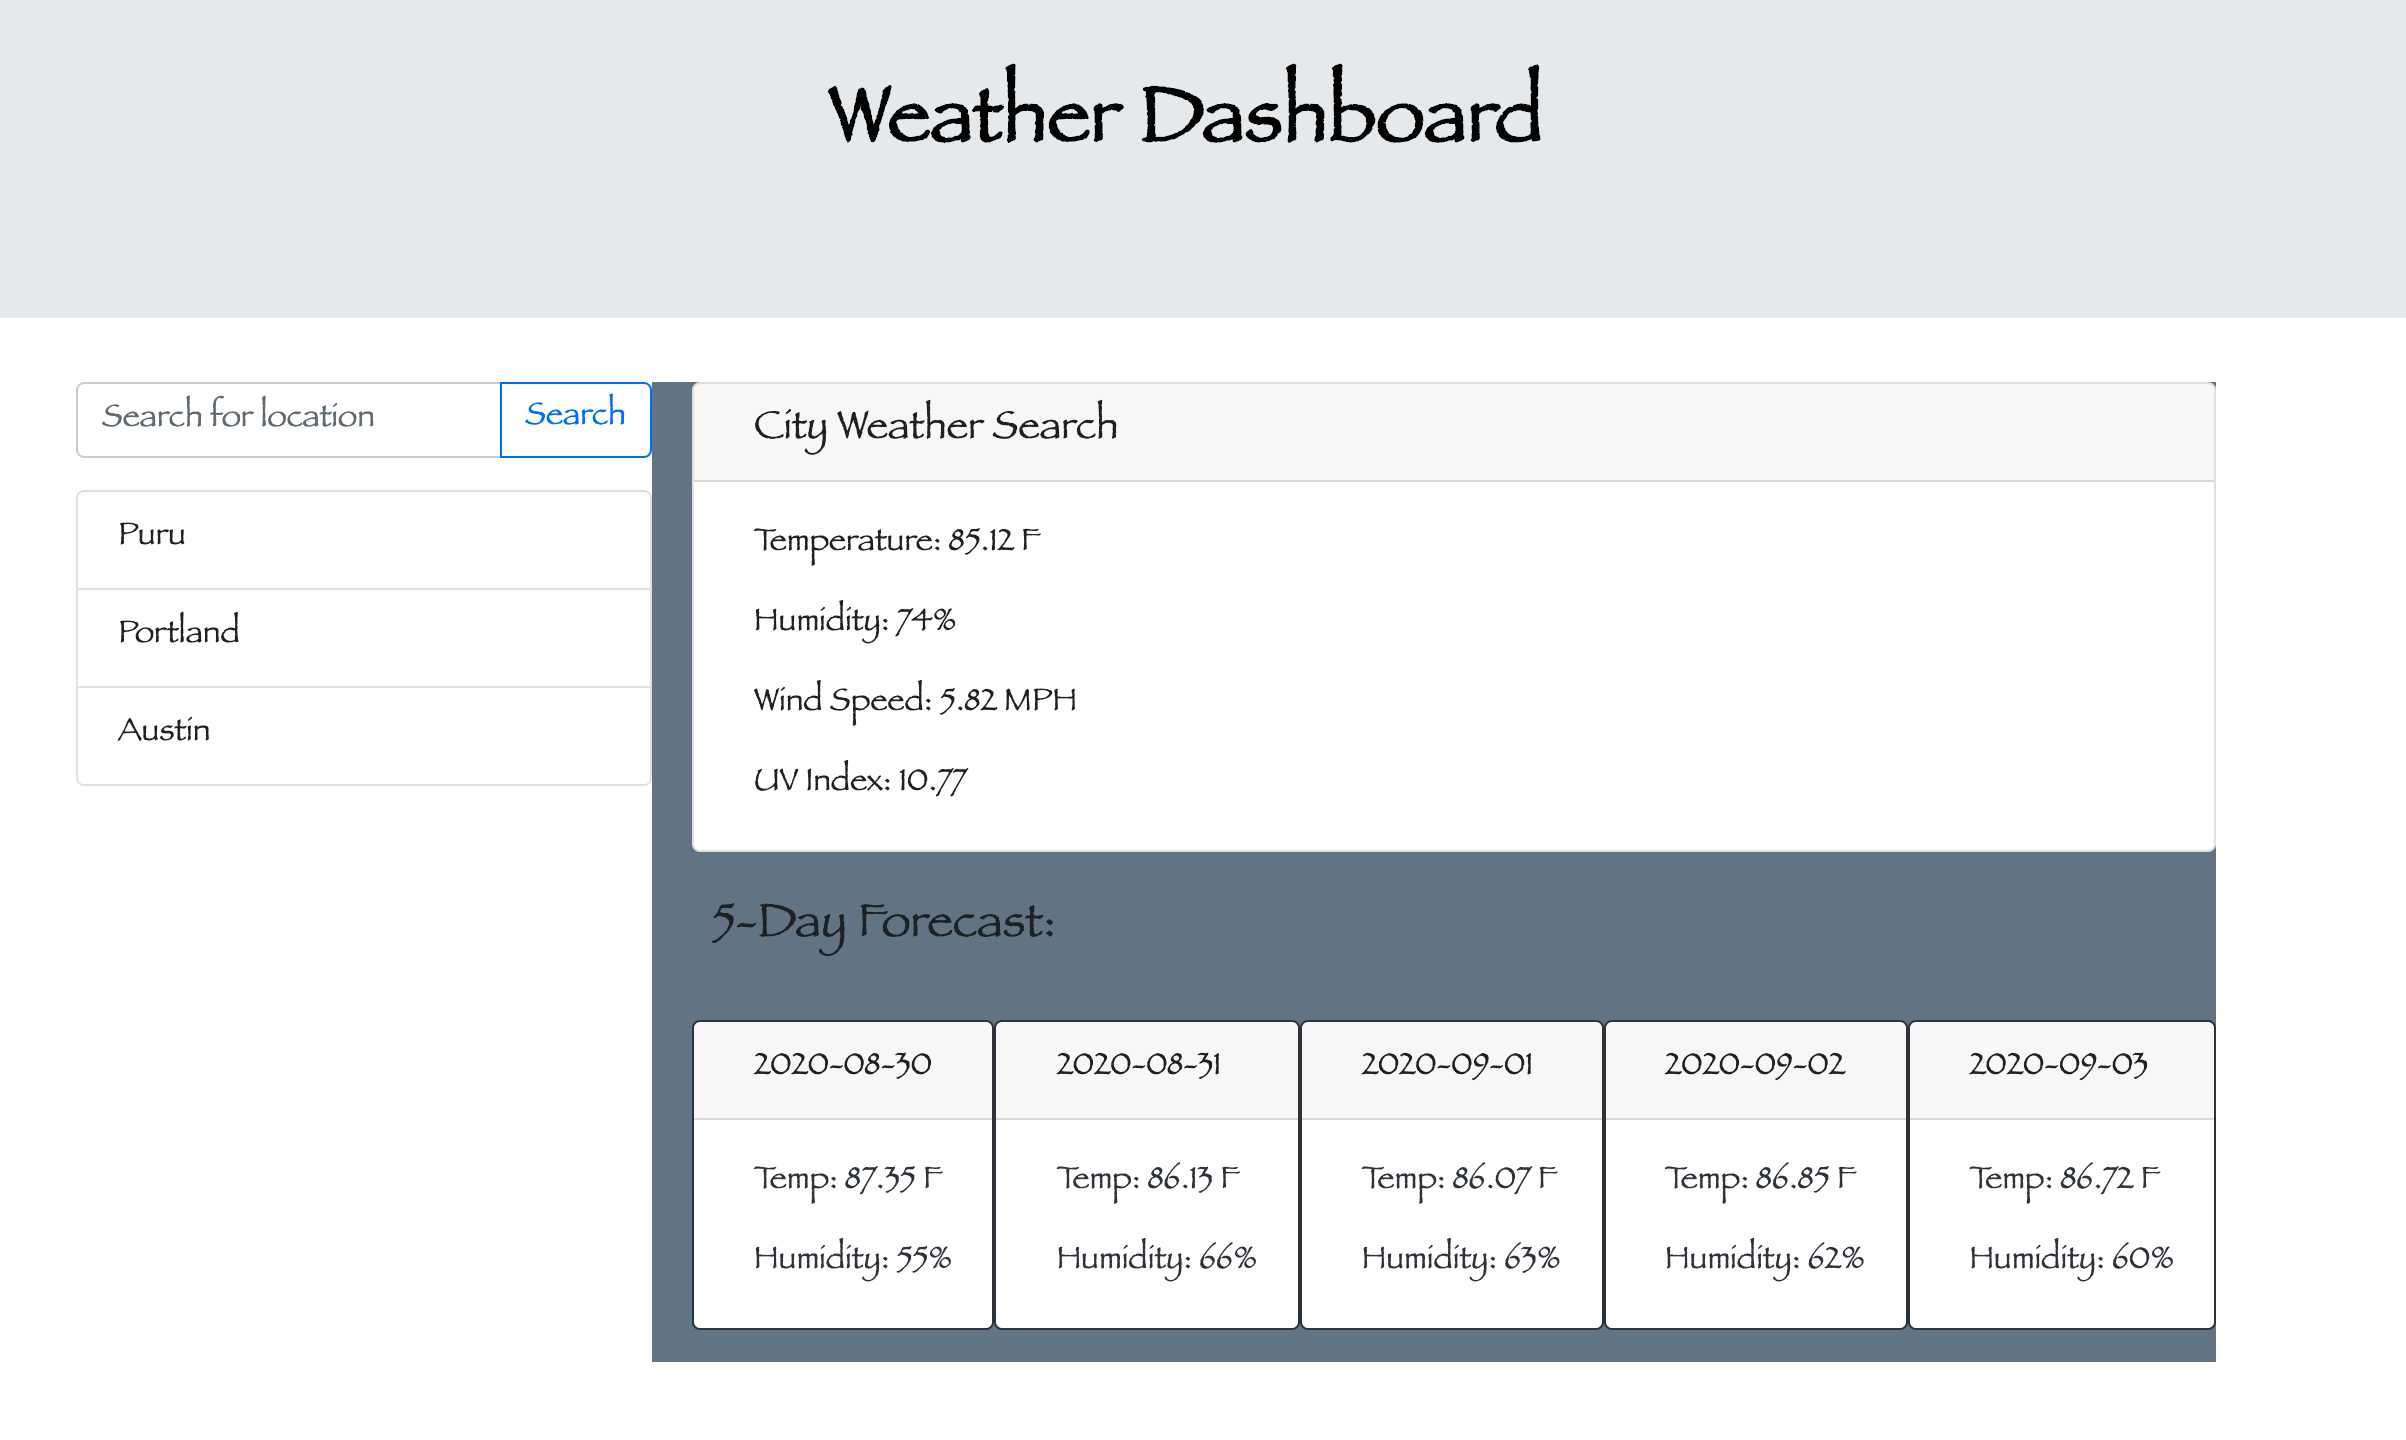 Weather Dashboard
Search for location
Search
Puru
Portland
Austin
City Weather Search
Temperature: 85.12 F
Humidity: 74%
Wind Speed: 5.82 MPH
UV Index: 10.77
5-Day Forecast:
2020-08-30
Temp: 87.35 F
Humidity: 55%
2020-08-31
Temp: 86.13 F
Humidity: 66%
2020-09-01
Temp: 86.07 F
Humidity: 63%
2020-09-02
Temp: 86.85 F
Humidity: 62%
2020-09-03
Temp: 86.72 F
Humidity: 60%